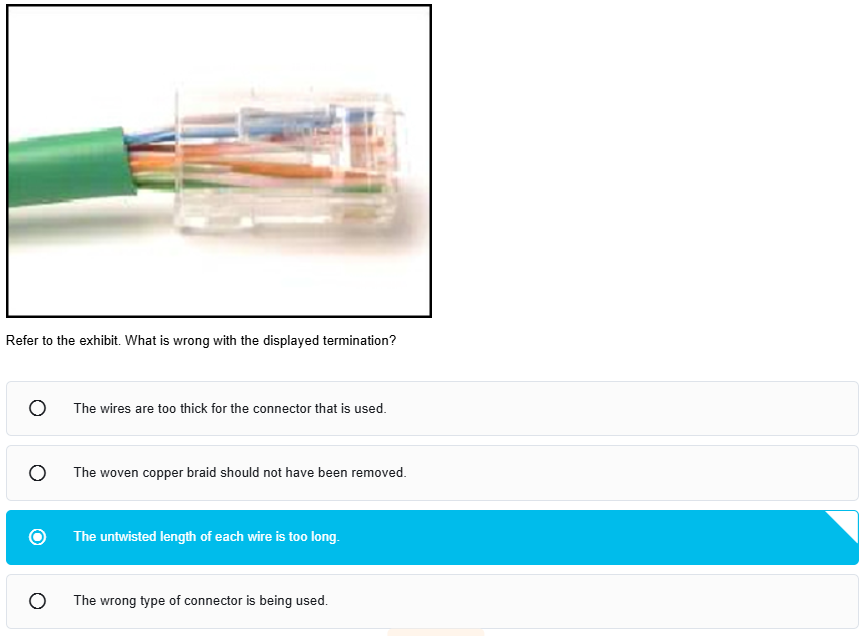 Refer to the exhibit. What is wrong with the displayed termination?
The wires are too thick for the connector that is used.
The woven copper braid should not have been removed.
The untwisted length of each wire is too long.
The wrong type of connector is being used.